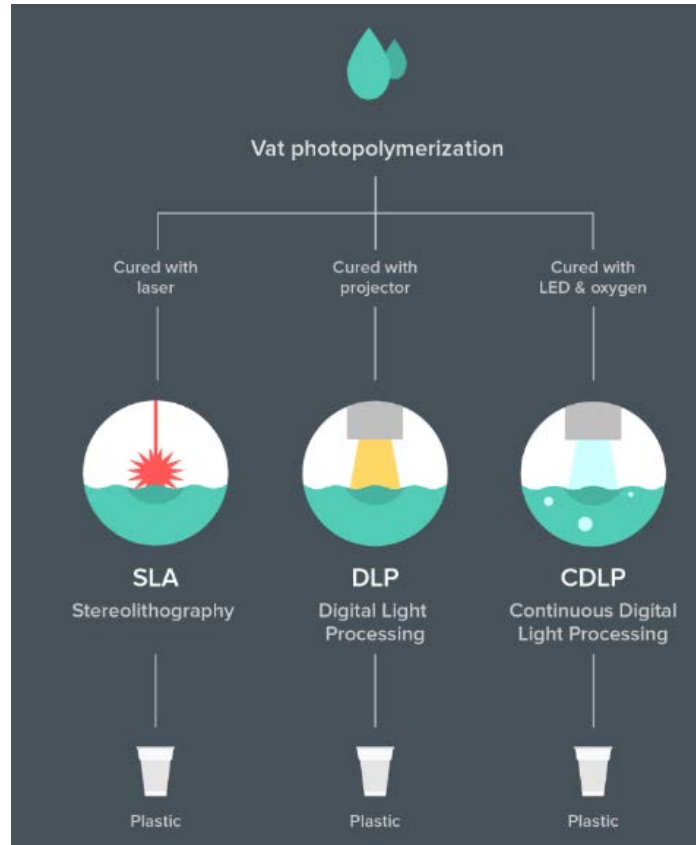 Vat photopolymerization
Cured with
laser
Cured with
projector
Cured with
LED & oxygen
SLA
Stereolithography
DLP
Digital Light
Processing
CDLP
Continuous Digital
Light Processing
Plastic
Plastic
Plastic